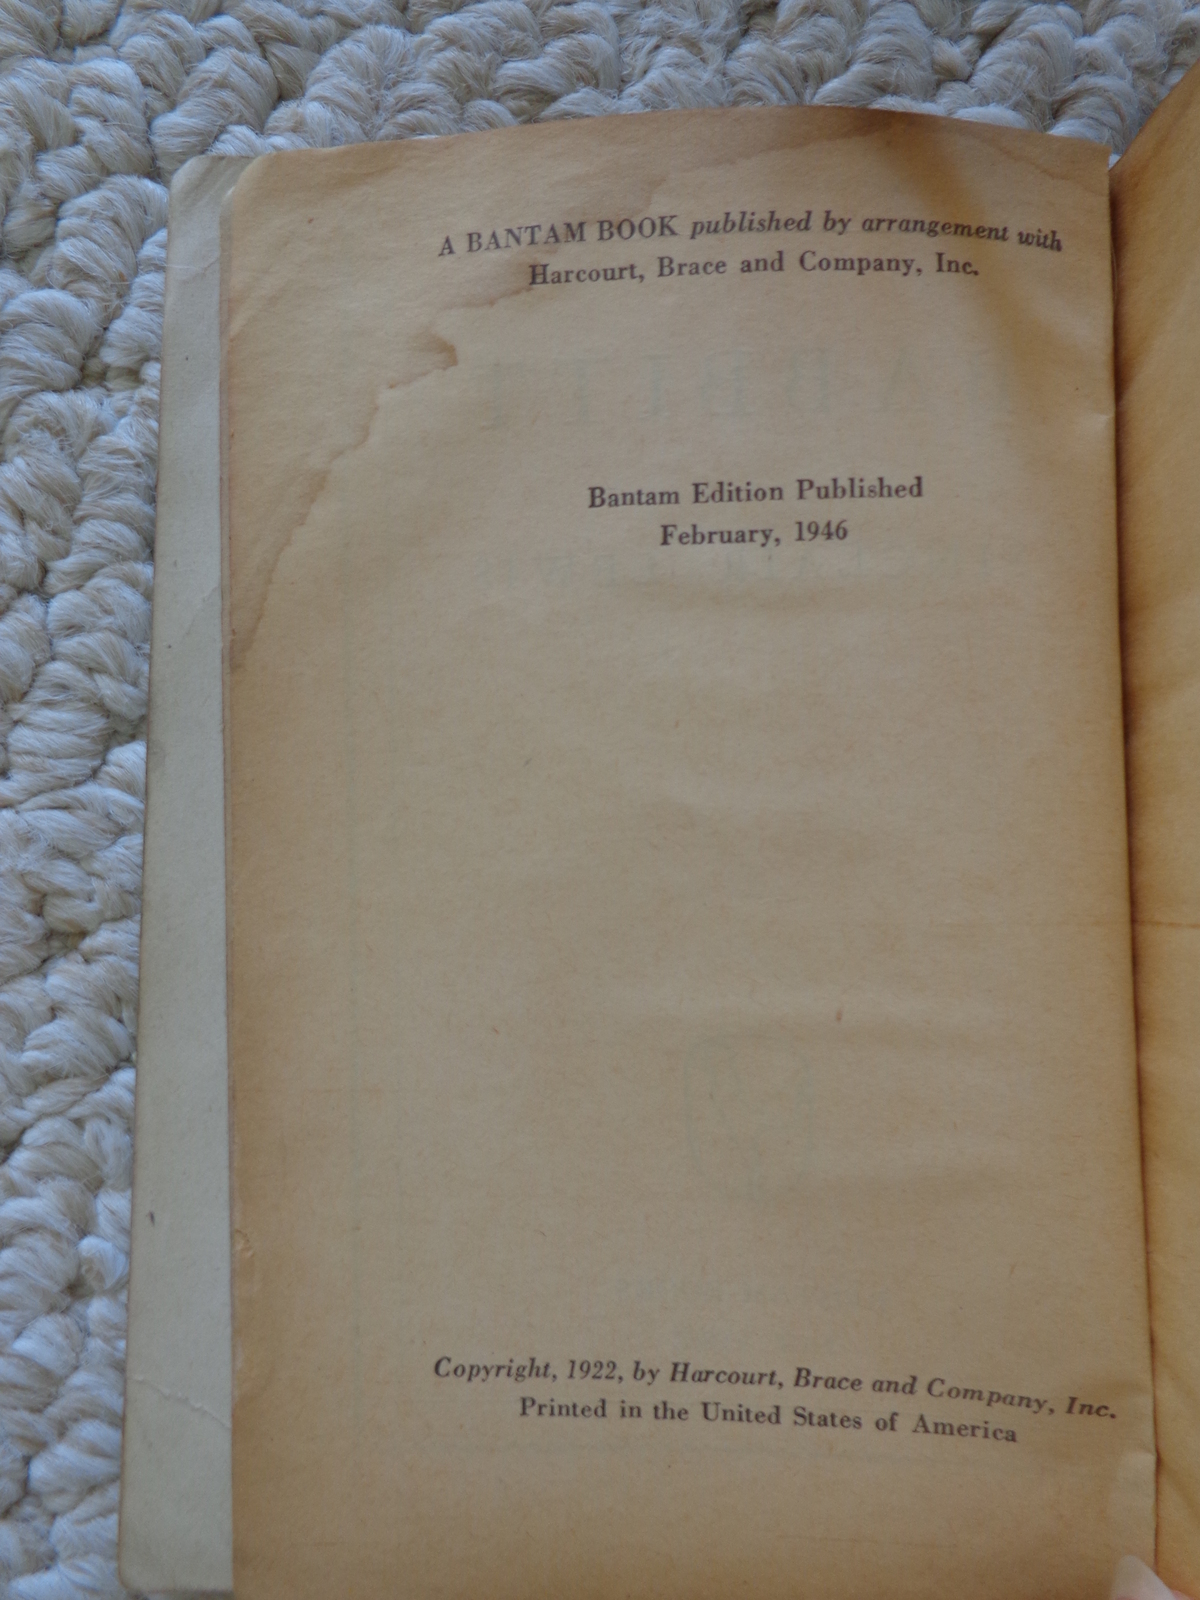 A BANTAM BOOK published by arrangement with
Harcourt, Brace and Company, Inc.
Bantam Edition Published
February, 1946
Copyright, 1922, by Harcourt, Brace and Company, Inc.
Printed in the United States of America